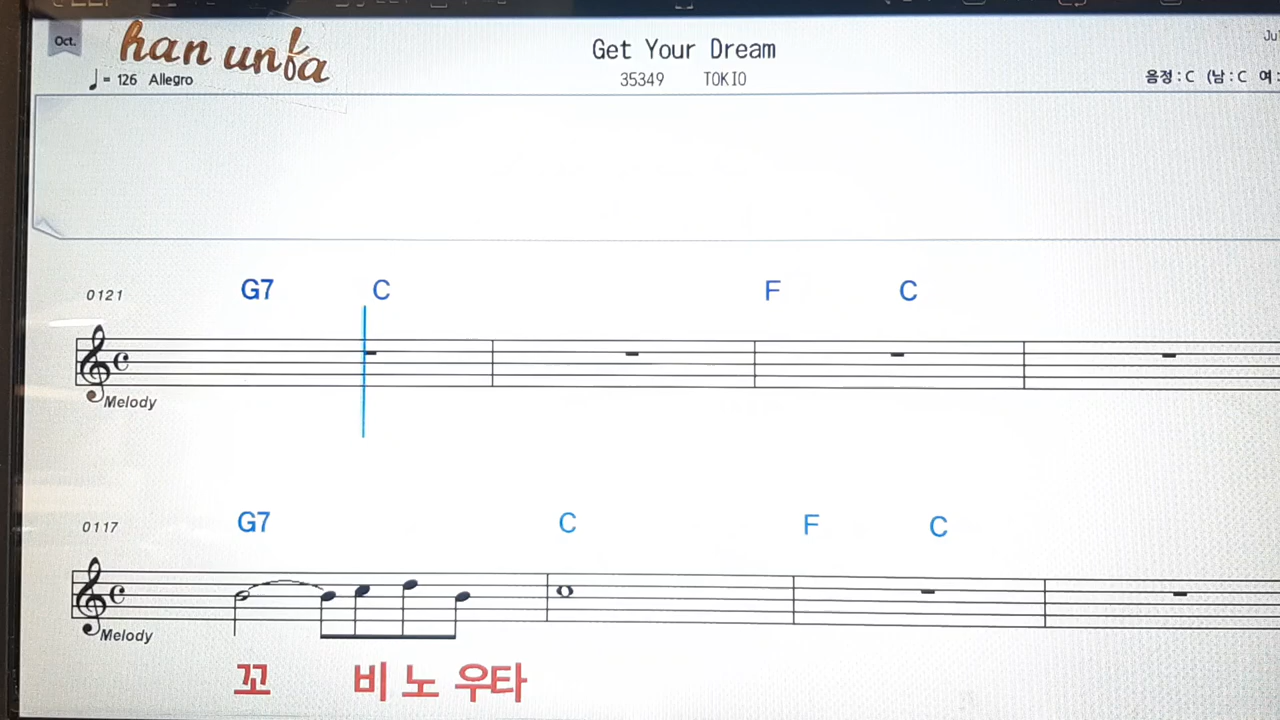 Oct.
han unfa
♩ = 126 Allegro
Get Your Dream
35349 TOKIO
음정 : C (남 : C 여 :
0121
G7 C F C
Melody
0117
G7 C F C
Melody
꼬 비 노 우타